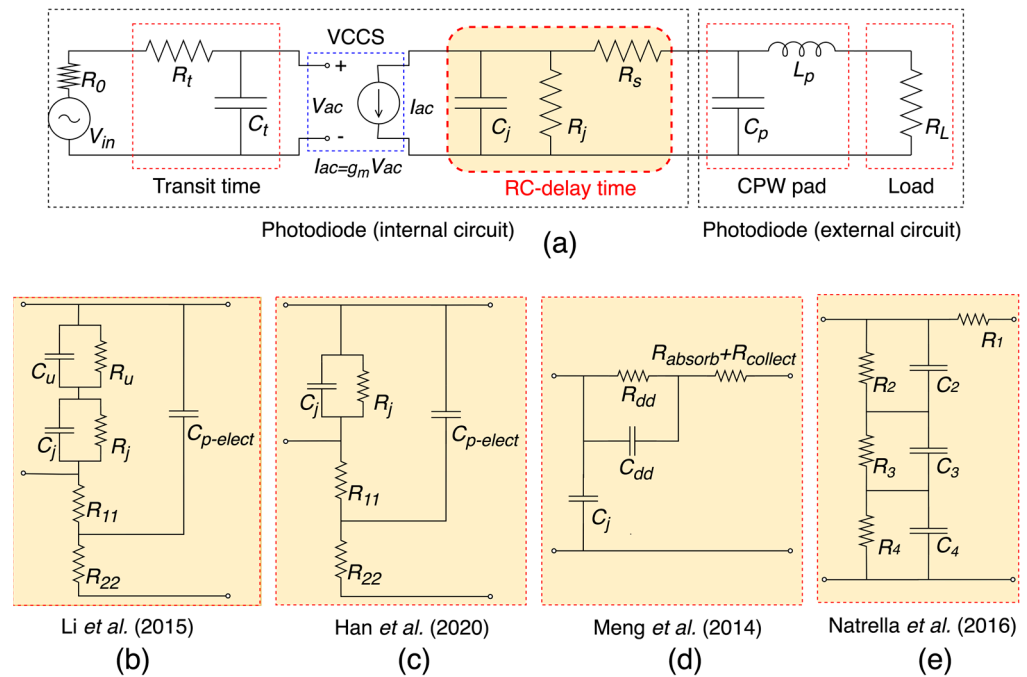 VCCS
R0
Rt
Vin
Ct
+
Vac
-
Iac
Iac=gmVac
Transit time
Cj
Rj
Rs
RC-delay time
Lp
Cp
RL
CPW pad
Load
Photodiode (internal circuit)
Photodiode (external circuit)
(a)
Cu
Ru
Cj
Rj
Cp-elect
R11
R22
Li et al. (2015)
(b)
Cj
Rj
Cp-elect
R11
R22
Han et al. (2020)
(c)
Rabsorb+Rcollect
Rdd
Cdd
Cj
Meng et al. (2014)
(d)
R1
R2
C2
R3
C3
R4
C4
Natrella et al. (2016)
(e)